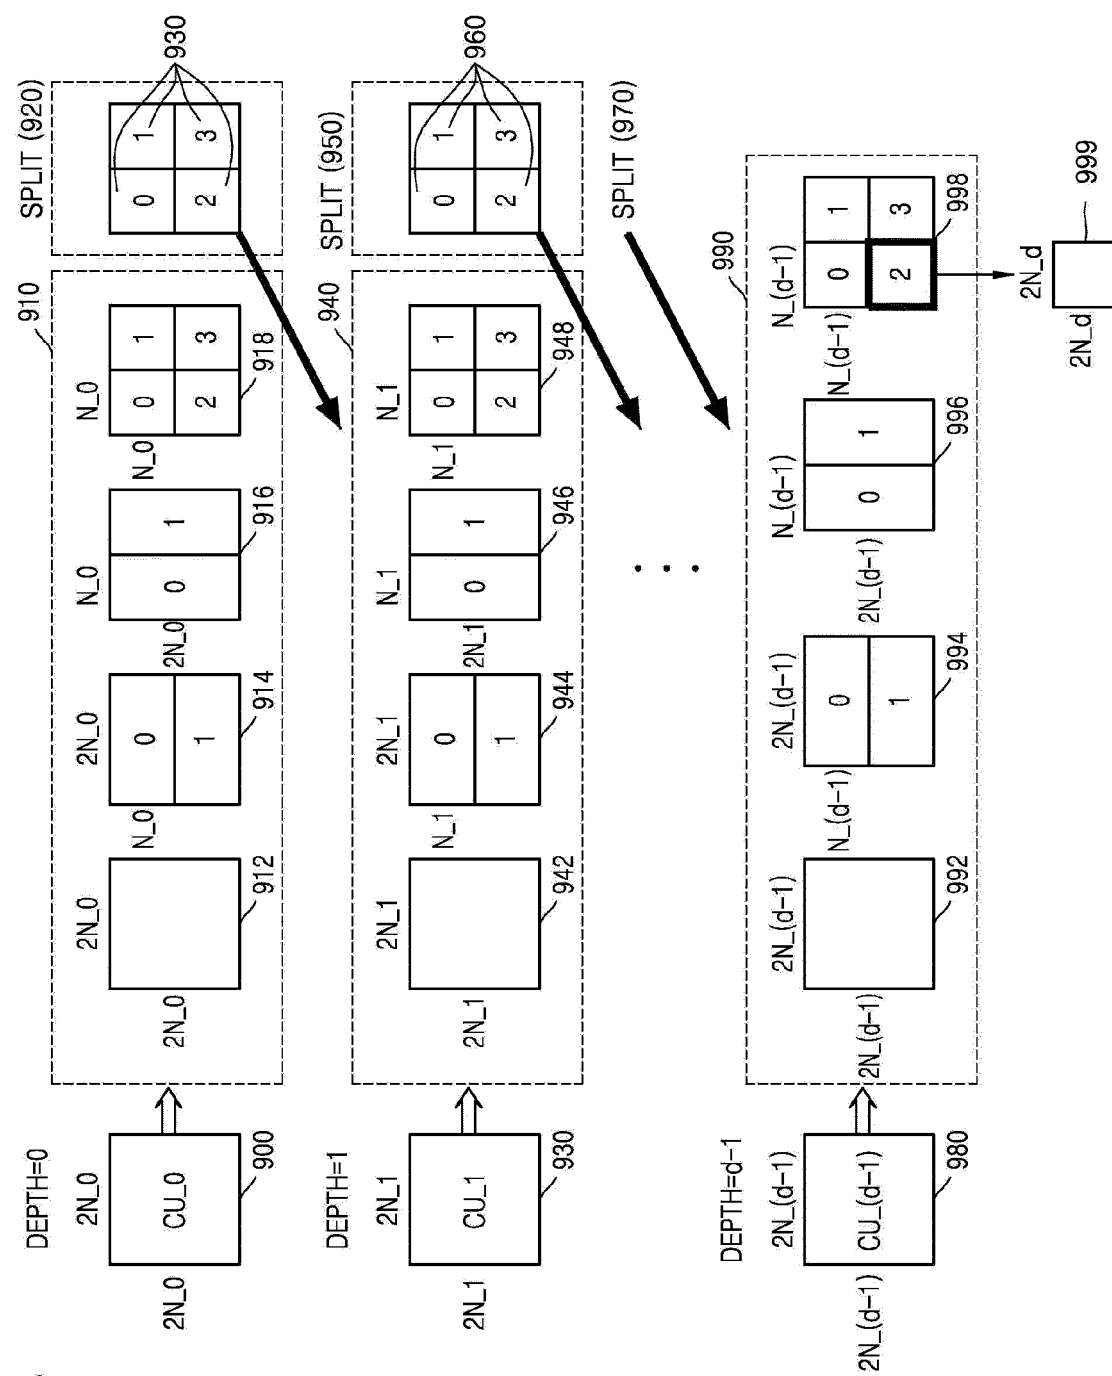 DEPTH=0
2N_0
2N_0
CU_0
900
910
2N_0
2N_0
912
2N_0
N_0
0
1
914
N_0
2N_0
0
1
916
N_0
N_0
0
1
2
3
918
SPLIT (920)
0
1
2
3
930
DEPTH=1
2N_1
2N_1
CU_1
930
940
2N_1
2N_1
942
2N_1
N_1
0
1
944
N_1
2N_1
0
1
946
N_1
N_1
0
1
2
3
948
SPLIT (950)
0
1
2
3
960
SPLIT (970)
DEPTH=d-1
2N_(d-1)
2N_(d-1)
CU_(d-1)
980
990
2N_(d-1)
2N_(d-1)
992
2N_(d-1)
N_(d-1)
0
1
994
N_(d-1)
2N_(d-1)
0
1
996
N_(d-1)
N_(d-1)
0
1
2
3
998
2N_d
2N_d
999